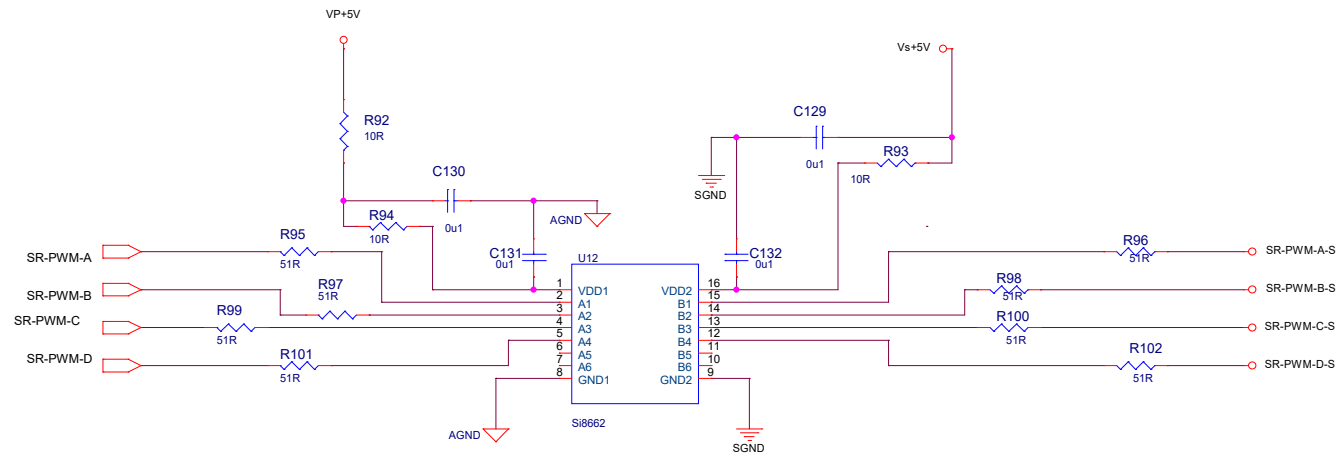 VP+5V
Vs+5V
R92
10R
C129
0u1
R93
10R
SGND
C130
0u1
R94
10R
AGND
C131
0u1
C132
0u1
U12
SR-PWM-A
R95
51R
R96
51R
SR-PWM-A-S
SR-PWM-B
R97
51R
R98
51R
SR-PWM-B-S
SR-PWM-C
R99
51R
R100
51R
SR-PWM-C-S
SR-PWM-D
R101
51R
R102
51R
SR-PWM-D-S
1 VDD1 VDD2 16
2 A1 B1 15
3 A2 B2 14
4 A3 B3 13
5 A4 B4 12
6 A5 B5 11
7 A6 B6 10
8 GND1 GND2 9
Si8662
AGND
SGND